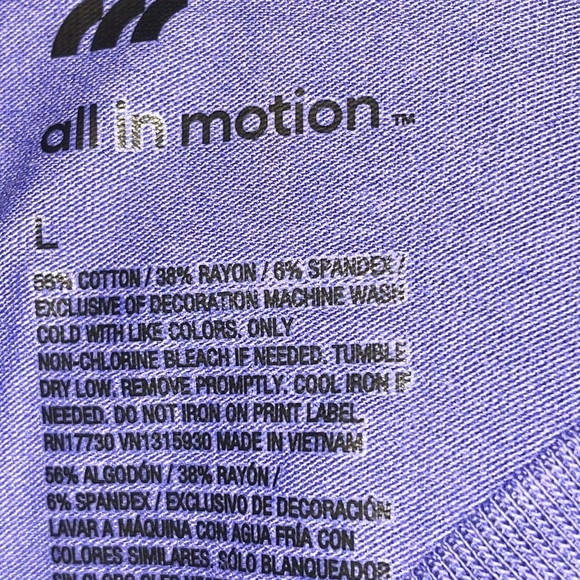 all in motion™
L
56% COTTON / 38% RAYON / 6% SPANDEX /
EXCLUSIVE OF DECORATION MACHINE WASH
COLD WITH LIKE COLORS. ONLY
NON-CHLORINE BLEACH IF NEEDED. TUMBLE
DRY LOW. REMOVE PROMPTLY. COOL IRON IF
NEEDED. DO NOT IRON ON PRINT LABEL.
RN17730 VN1315930 MADE IN VIETNAM
56% ALGODÓN / 38% RAYÓN /
6% SPANDEX / EXCLUSIVO DE DECORACIÓN
LAVAR A MÁQUINA CON AGUA FRÍA CON
COLORES SIMILARES. SÓLO BLANQUEADOR
SIN CLORO